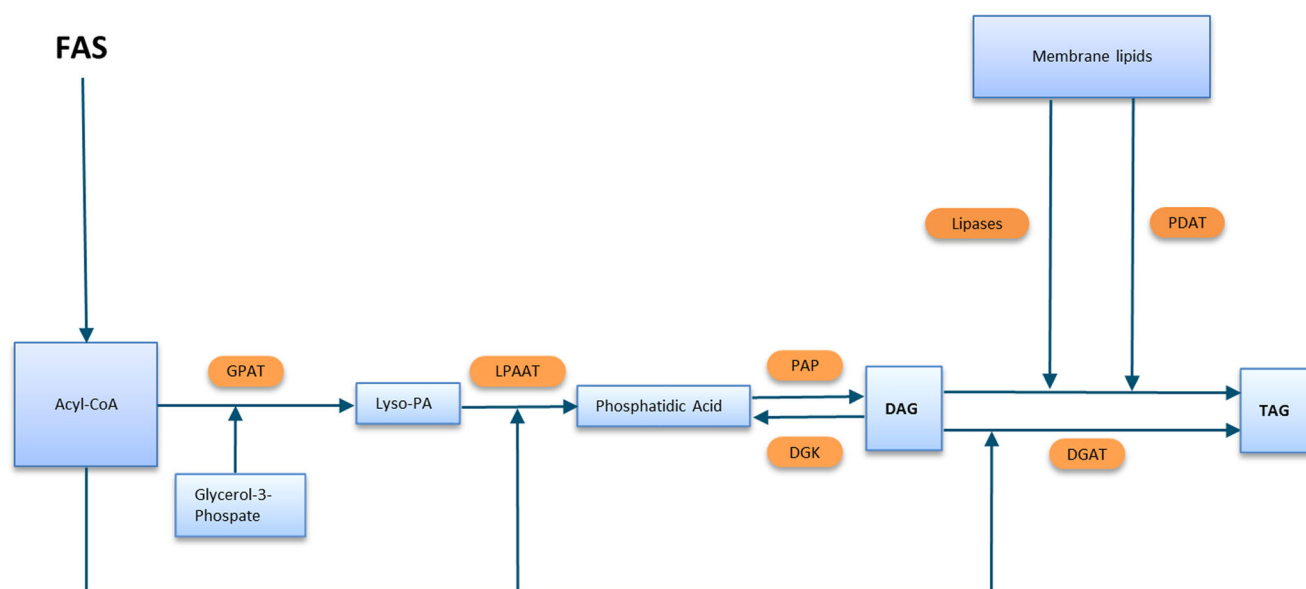 FAS
Membrane lipids
Lipases
PDAT
GPAT
LPAAT
PAP
Acyl-CoA
Lyso-PA
Phosphatidic Acid
DAG
TAG
DGK
DGAT
Glycerol-3-
Phospate